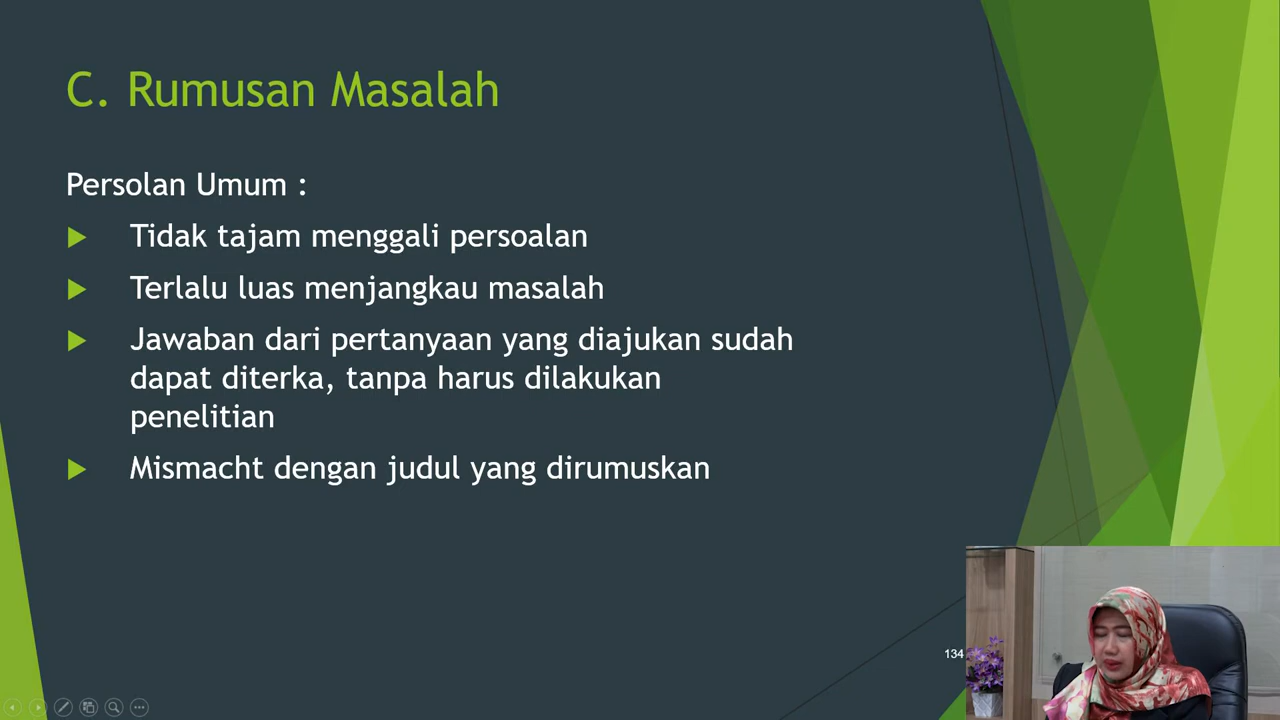 C. Rumusan Masalah
Persolan Umum :
Tidak tajam menggali persoalan
Terlalu luas menjangkau masalah
Jawaban dari pertanyaan yang diajukan sudah
dapat diterka, tanpa harus dilakukan
penelitian
Mismacht dengan judul yang dirumuskan
134